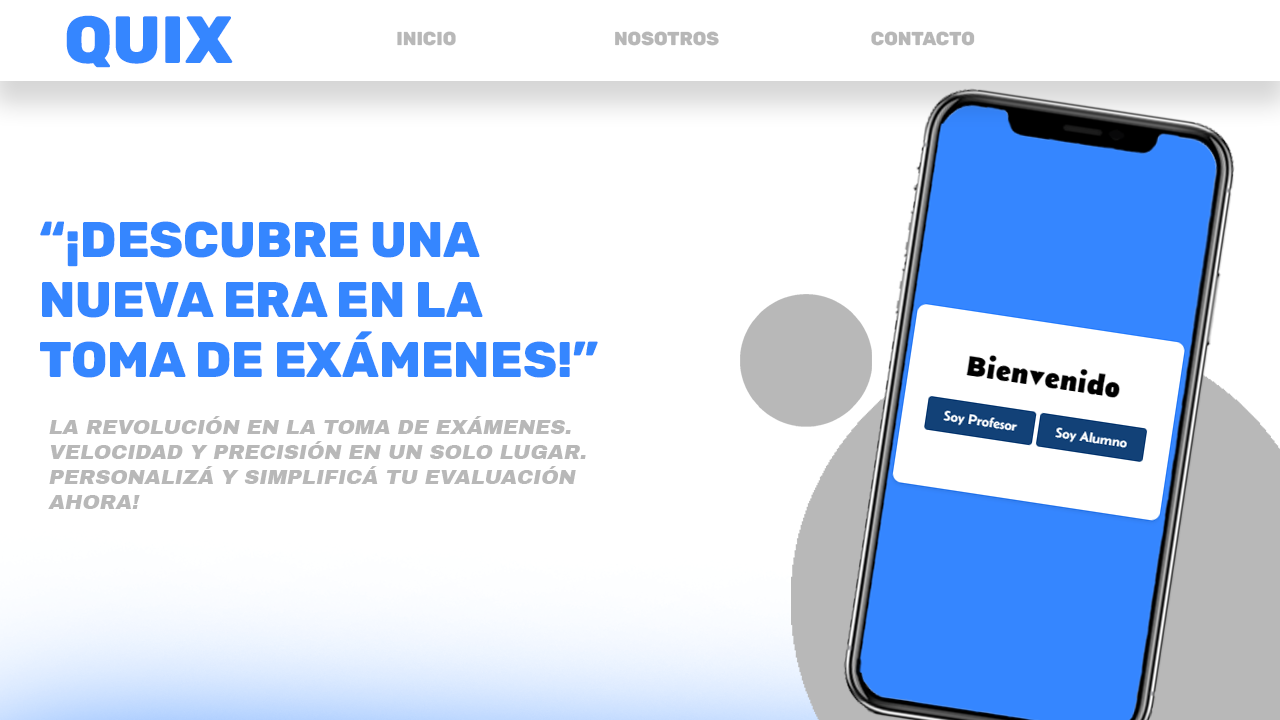 QUIX
INICIO
NOSOTROS
CONTACTO
“¡DESCUBRE UNA
NUEVA ERA EN LA
TOMA DE EXÁMENES!”
LA REVOLUCIÓN EN LA TOMA DE EXÁMENES.
VELOCIDAD Y PRECISIÓN EN UN SOLO LUGAR.
PERSONALIZÁ Y SIMPLIFICÁ TU EVALUACIÓN
AHORA!
Bienvenido
Soy Profesor
Soy Alumno